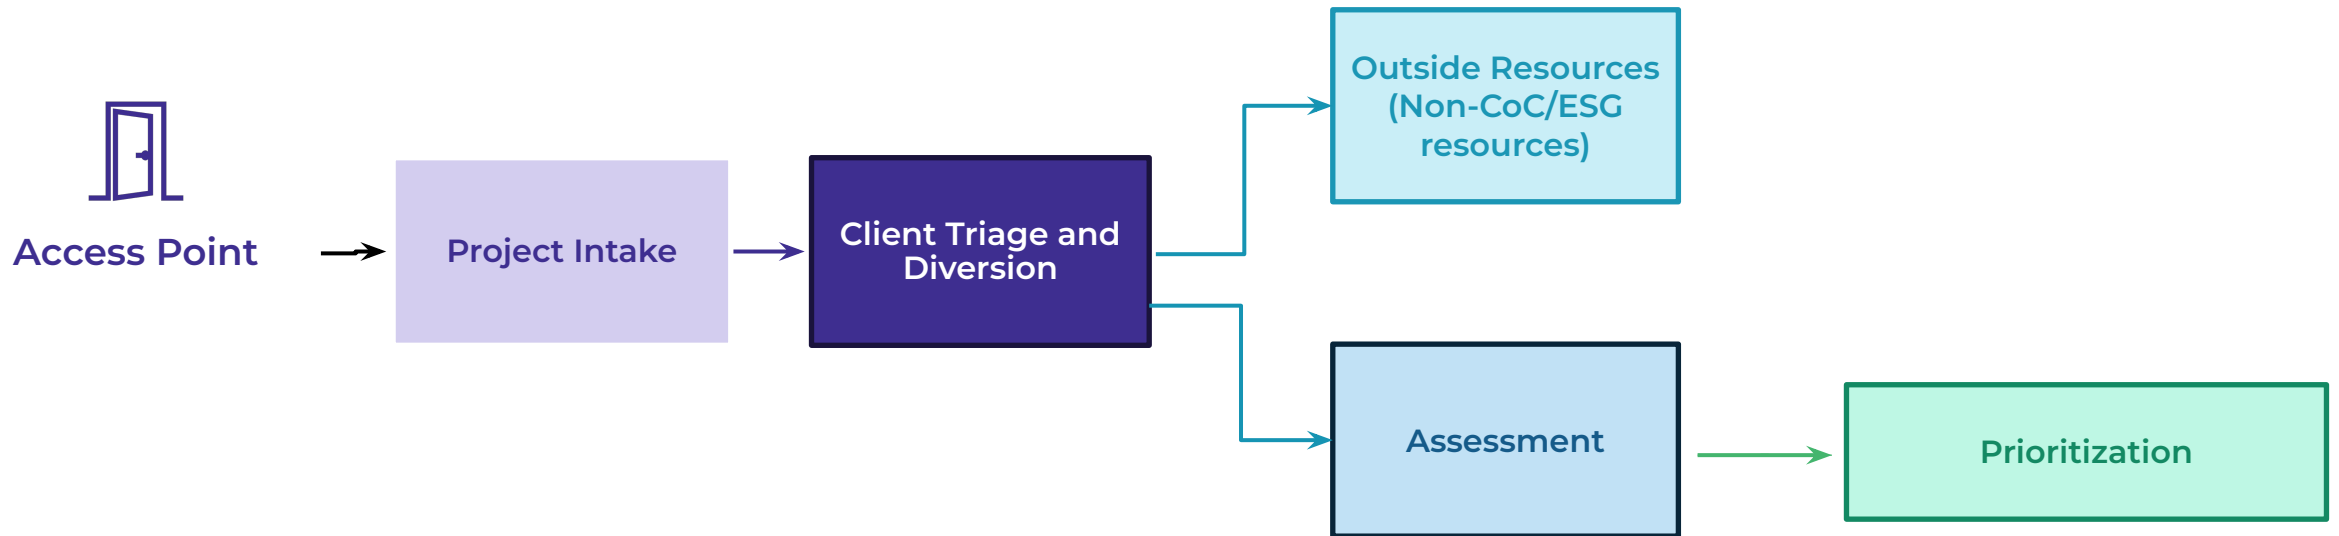 Access Point
Project Intake
Client Triage and
Diversion
Outside Resources
(Non-CoC/ESG
resources)
Assessment
Prioritization